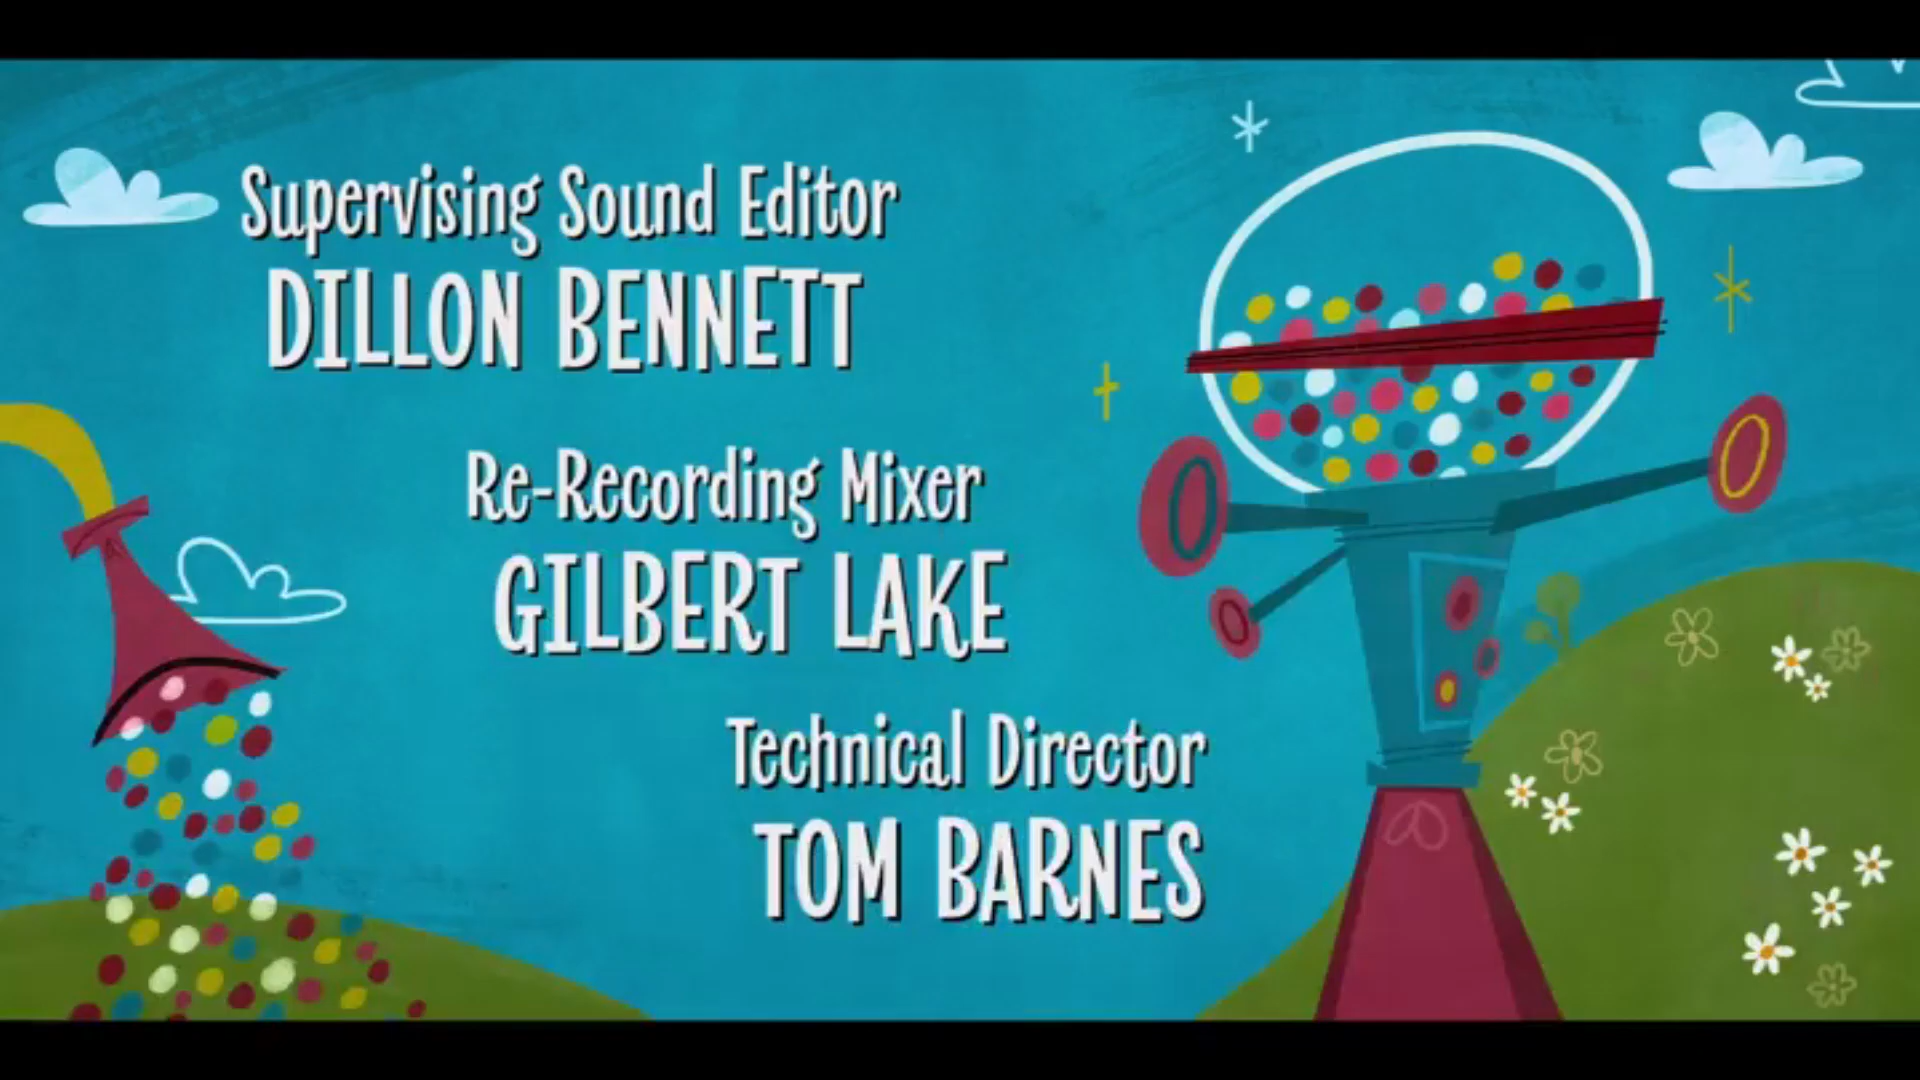 Supervising Sound Editor
DILLON BENNETT
Re-Recording Mixer
GILBERT LAKE
Technical Director
TOM BARNES